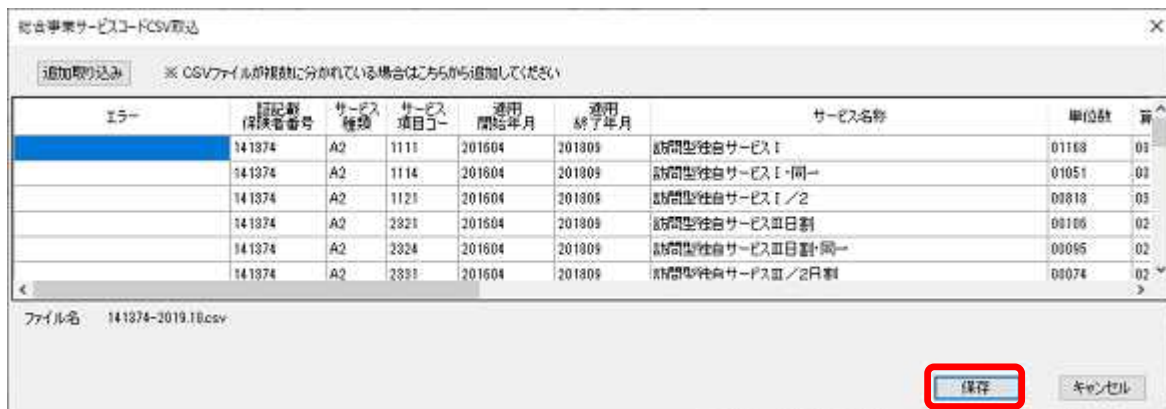 総合事業サービスコードCSV取込
追加取り込み ※ CSVファイルが複数に分かれている場合はこちらから追加してください
エラー 証記載保険者番号 サービス種類 サービス項目コー 適用開始年月 適用終了年月 サービス名称 単位数 算
141374 A2 1111 201604 201809 訪問型独自サービスⅠ 01168 03
141374 A2 1114 201604 201809 訪問型独自サービスⅠ・同一 01051 03
141374 A2 1121 201604 201809 訪問型独自サービスⅠ／2 00818 03
141374 A2 2321 201604 201809 訪問型独自サービスⅢ日割 02
141374 A2 2324 201604 201809 訪問型独自サービスⅢ日割・同一 00095 02
141374 A2 2331 201604 201809 訪問型独自サービスⅢ／2日割 00074 02
ファイル名 141374-2019.10.csv
保存 キャンセル